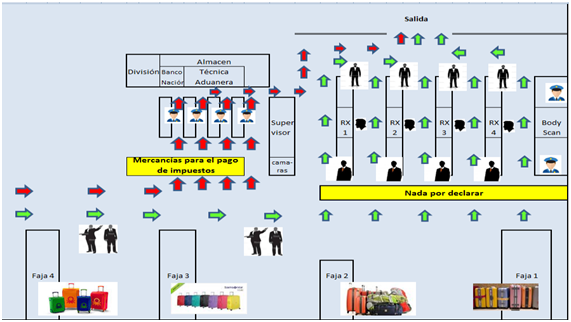 Salida
Almacen
División
Banco
Nación
Técnica
Aduanera
Super
visor
cama-
ras
RX
1
RX
2
RX
3
RX
4
Body
Scan
Mercancías para el pago
de impuestos
Nada por declarar
Faja 4
Faja 3
Faja 2
Faja 1